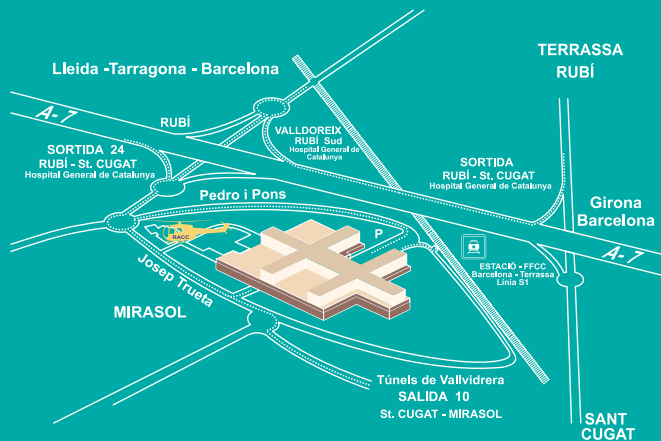 TERRASSA
RUBÍ
Lleida -Tarragona - Barcelona
A-7
RUBÍ
VALLDOREIX
RUBÍ Sud
Hospital General de
Catalunya
SORTIDA 24
RUBÍ - St. CUGAT
Hospital General de Catalunya
SORTIDA
RUBÍ - St. CUGAT
Hospital General de Catalunya
Pedro i Pons
Girona
Barcelona
RACC
P
A-7
ESTACIÓ - FFCC
Barcelona - Terrassa
Línia S1
Josep Trueta
MIRASOL
Túnels de Vallvidrera
SALIDA 10
St. CUGAT - MIRASOL
SANT
CUGAT